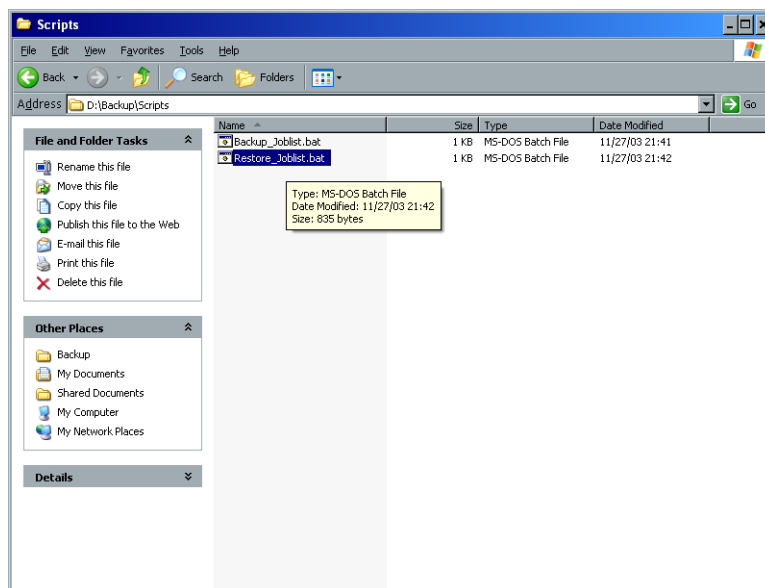 Scripts
File Edit View Favorites Tools Help
Back Search Folders
Address D:\Backup\Scripts Go
Name Size Type Date Modified
Backup_Joblist.bat 1 KB MS-DOS Batch File 11/27/03 21:41
Restore_Joblist.bat 1 KB MS-DOS Batch File 11/27/03 21:42
Type: MS-DOS Batch File
Date Modified: 11/27/03 21:42
Size: 835 bytes
File and Folder Tasks
Rename this file
Move this file
Copy this file
Publish this file to the Web
E-mail this file
Print this file
Delete this file
Other Places
Backup
My Documents
Shared Documents
My Computer
My Network Places
Details